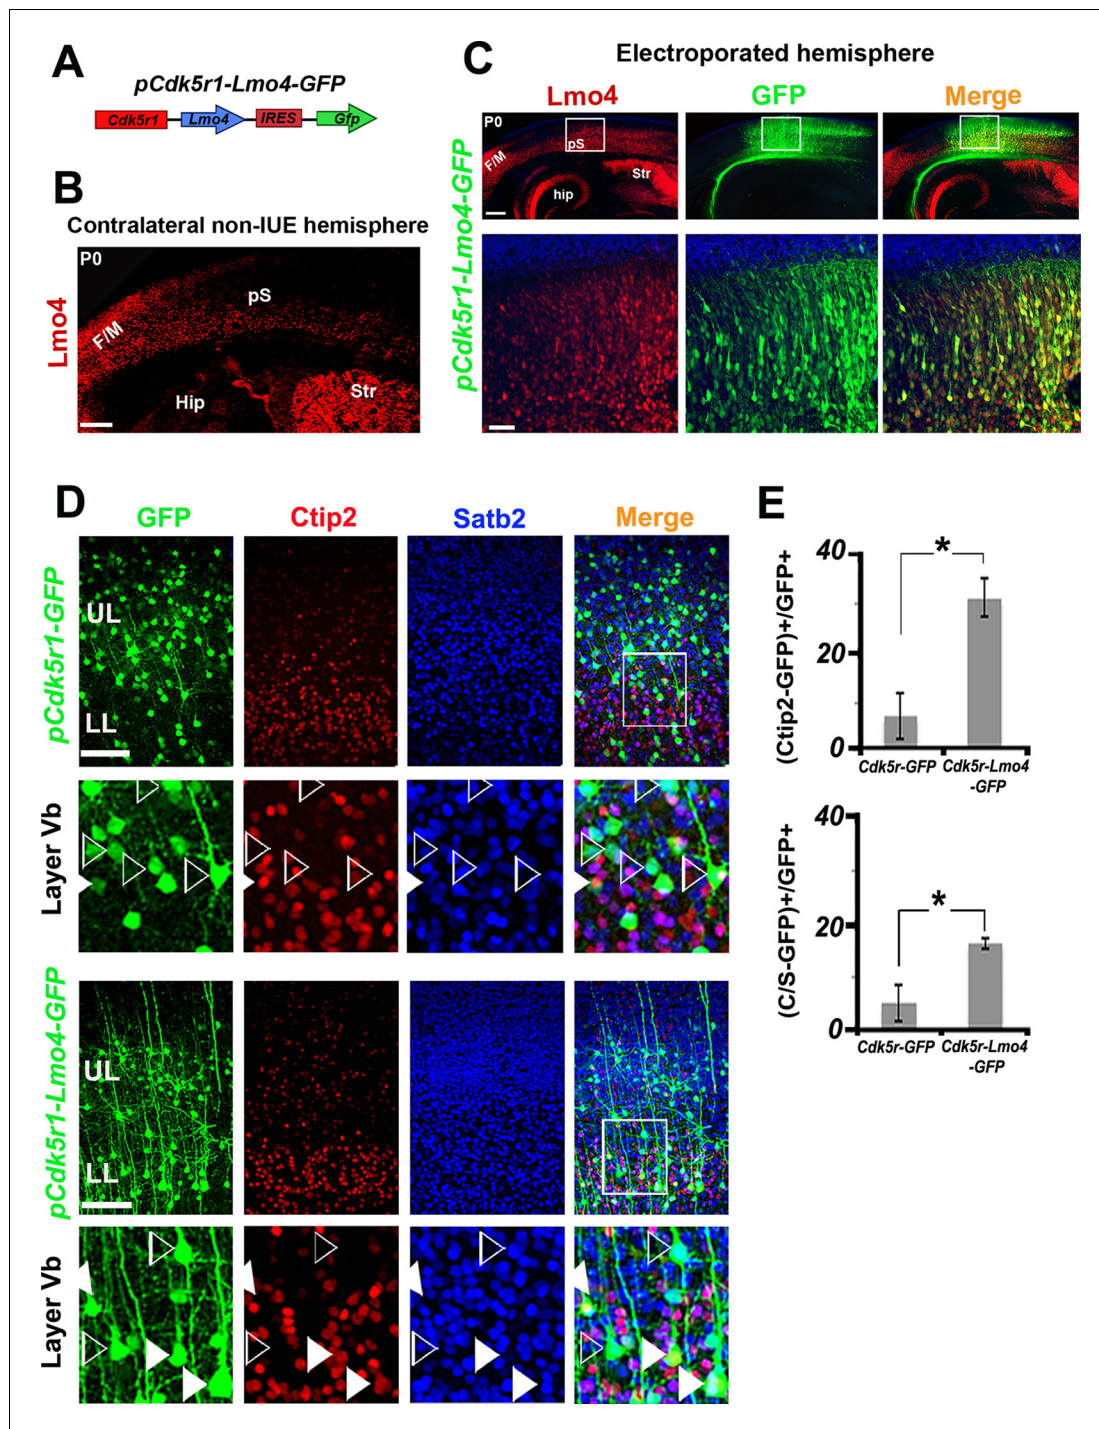 A
pCdk5r1-Lmo4-GFP
Cdk5r1 Lmo4 IRES Gfp
B
Contralateral non-IUE hemisphere
Lmo4
P0
pS
F/M
Hip
Str
C
Electroporated hemisphere
Lmo4 GFP Merge
pCdk5r1-Lmo4-GFP
P0
pS
F/M
Str
hip
D
GFP Ctip2 Satb2 Merge
pCdk5r1-GFP
UL
LL
Layer Vb
pCdk5r1-Lmo4-GFP
UL
LL
Layer Vb
E
(Ctip2-GFP)+/GFP+
40
20
0
*
Cdk5r-GFP Cdk5r-Lmo4
-GFP
(C/S-GFP)+/GFP+
40
20
0
*
Cdk5r-GFP Cdk5r-Lmo4
-GFP